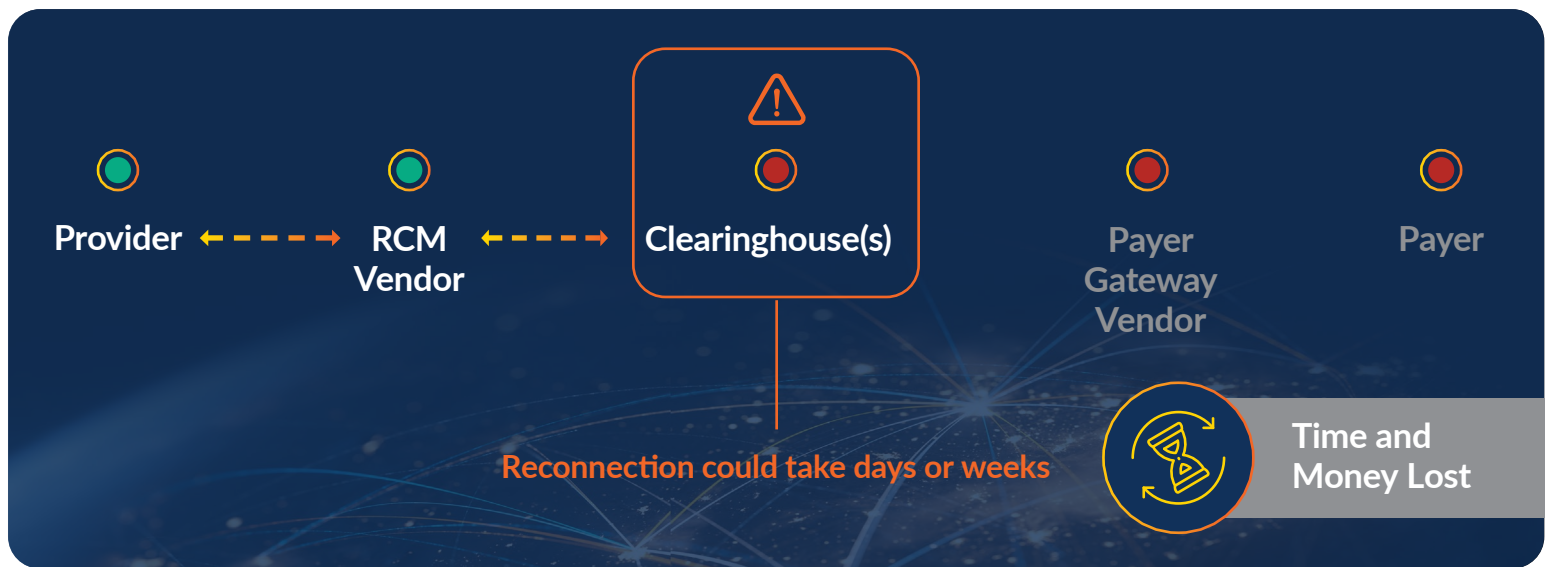 Provider
RCM
Vendor
Clearinghouse(s)
Payer
Gateway
Vendor
Payer
Reconnection could take days or weeks
Time and
Money Lost